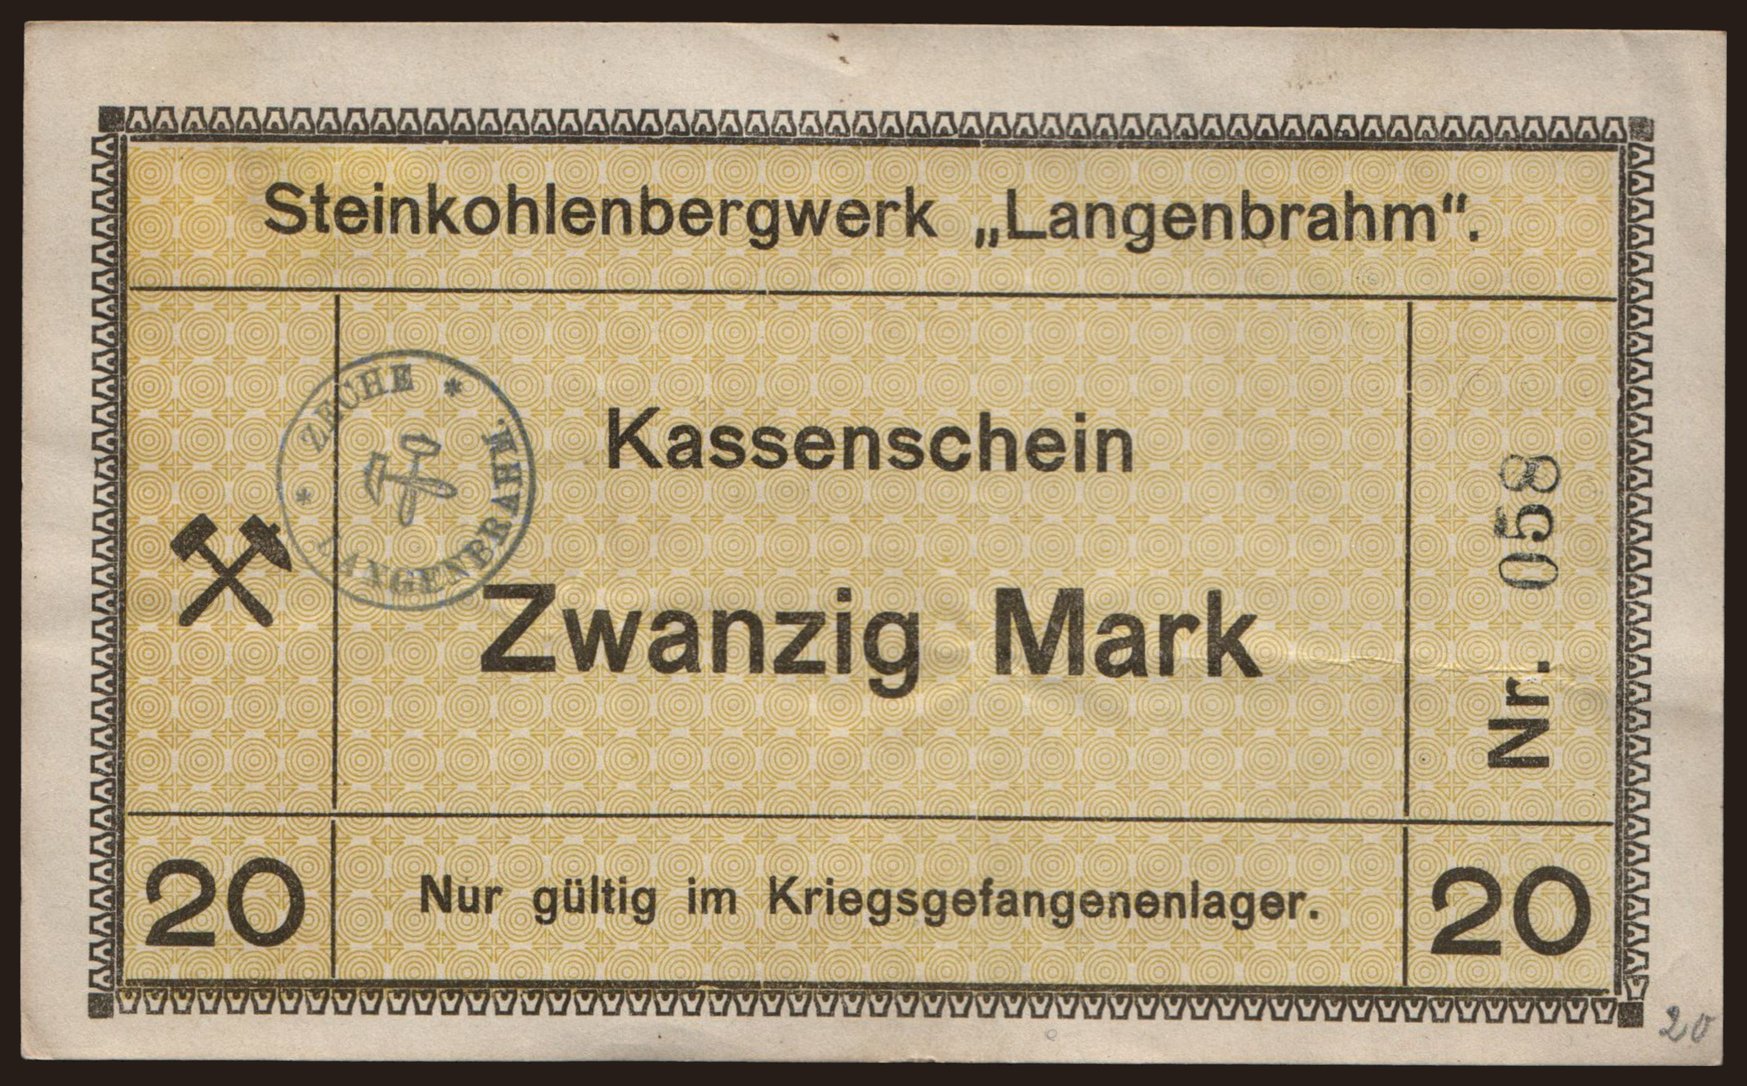 Steinkohlenbergwerk „Langenbrahm“.
ZECHE * LANGENBRAHM. *
Kassenschein
Zwanzig Mark
Nr. 058
20
Nur gültig im Kriegsgefangenenlager.
20
20